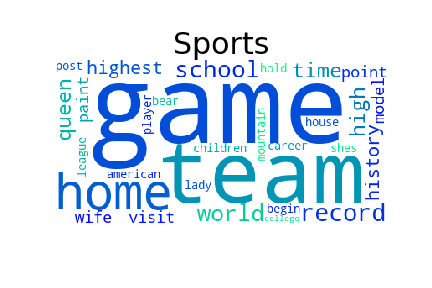 Sports
post highest school hold time point
queen paint bear player game house high model
league mountain history
american children team career shes
home lady
wife visit world begin record
college